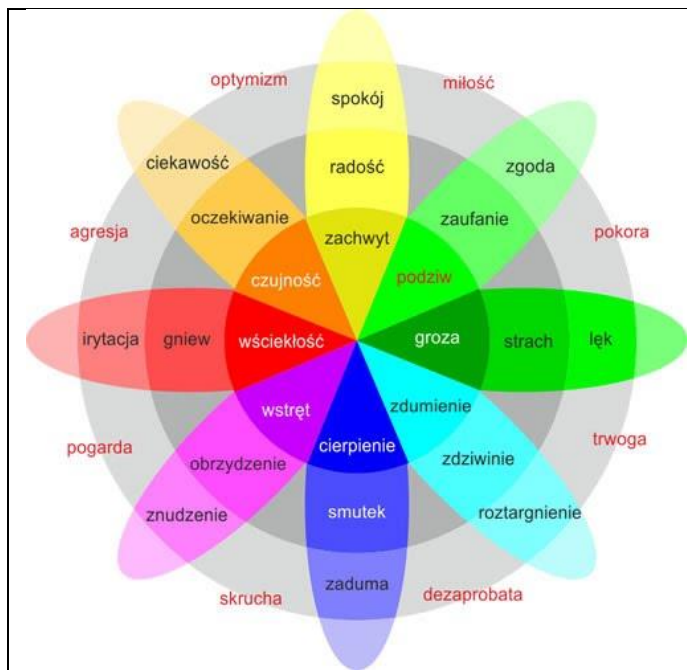 optymizm
miłość
spokój
ciekawość
zgoda
radość
oczekiwanie
zaufanie
agresja
pokora
zachwyt
czujność
podziw
irytacja
gniew
wściekłość
groza
strach
lęk
wstręt
zdumienie
cierpienie
pogarda
trwoga
obrzydzenie
zdziwinie
znudzenie
smutek
roztargnienie
zaduma
skrucha
dezaprobata